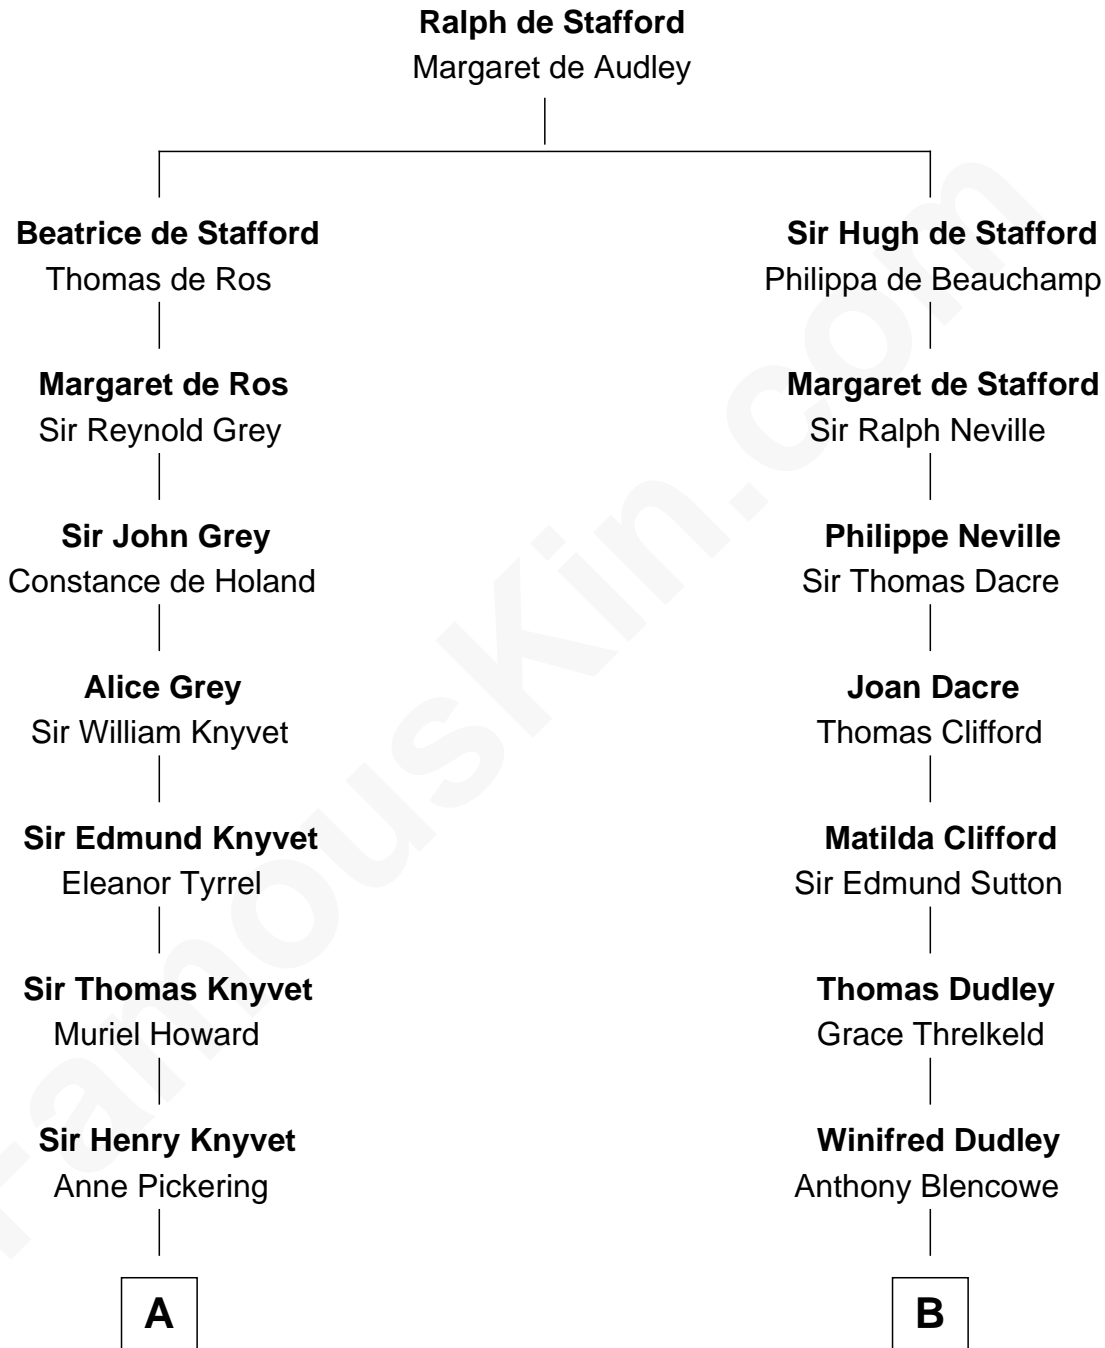 Ralph de Stafford
Margaret de Audley
Beatrice de Stafford
Thomas de Ros
Sir Hugh de Stafford
Philippa de Beauchamp
Margaret de Ros
Sir Reynold Grey
Margaret de Stafford
Sir Ralph Neville
Sir John Grey
Constance de Holand
Philippe Neville
Sir Thomas Dacre
Alice Grey
Sir William Knyvet
Joan Dacre
Thomas Clifford
Sir Edmund Knyvet
Eleanor Tyrrel
Matilda Clifford
Sir Edmund Sutton
Sir Thomas Knyvet
Muriel Howard
Thomas Dudley
Grace Threlkeld
Sir Henry Knyvet
Anne Pickering
Winifred Dudley
Anthony Blencowe
A
B
FamousKin.com